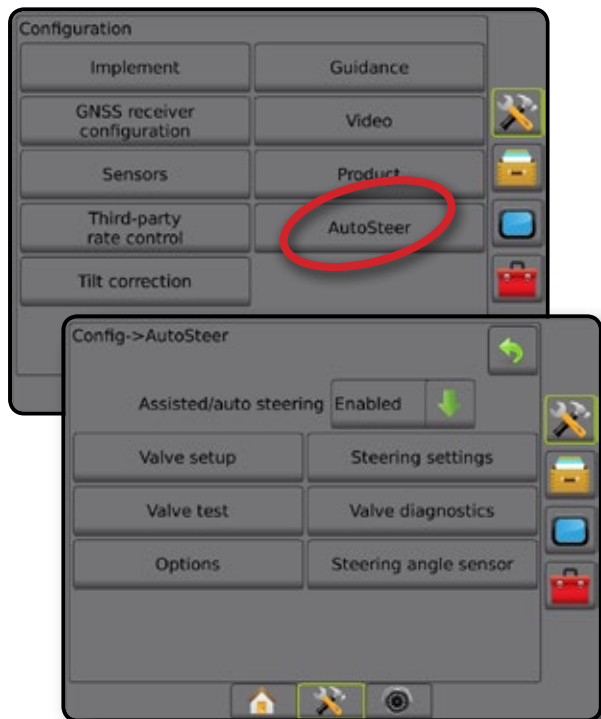 Configuration
Implement
Guidance
GNSS receiver
configuration
Video
Sensors
Product
Third-party
rate control
AutoSteer
Tilt correction
Config->AutoSteer
Assisted/auto steering
Enabled
Valve setup
Steering settings
Valve test
Valve diagnostics
Options
Steering angle sensor